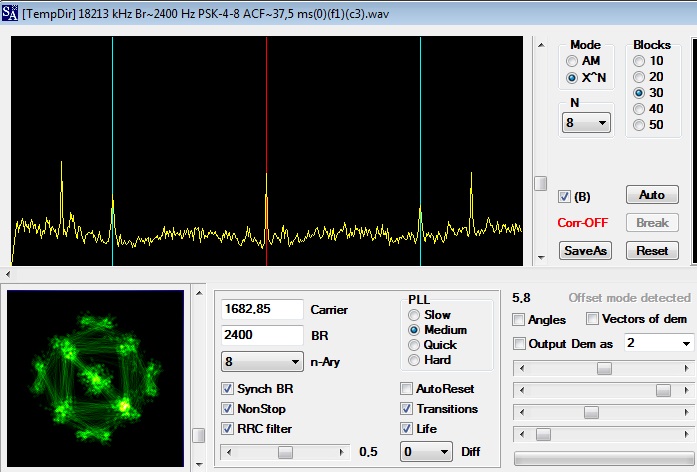 SA [TempDir] 18213 kHz Br~2400 Hz PSK-4-8 ACF~37,5 ms(0)(f1)(c3).wav
Mode
AM
X^N
N
8
Blocks
10
20
30
40
50
(B)
Auto
Corr-OFF
Break
SaveAs
Reset
1682,85 Carrier
2400 BR
8 n-Ary
Synch BR
NonStop
RRC filter
0,5
PLL
Slow
Medium
Quick
Hard
AutoReset
Transitions
Life
0 Diff
5,8 Offset mode detected
Angles Vectors of dem
Output Dem as 2